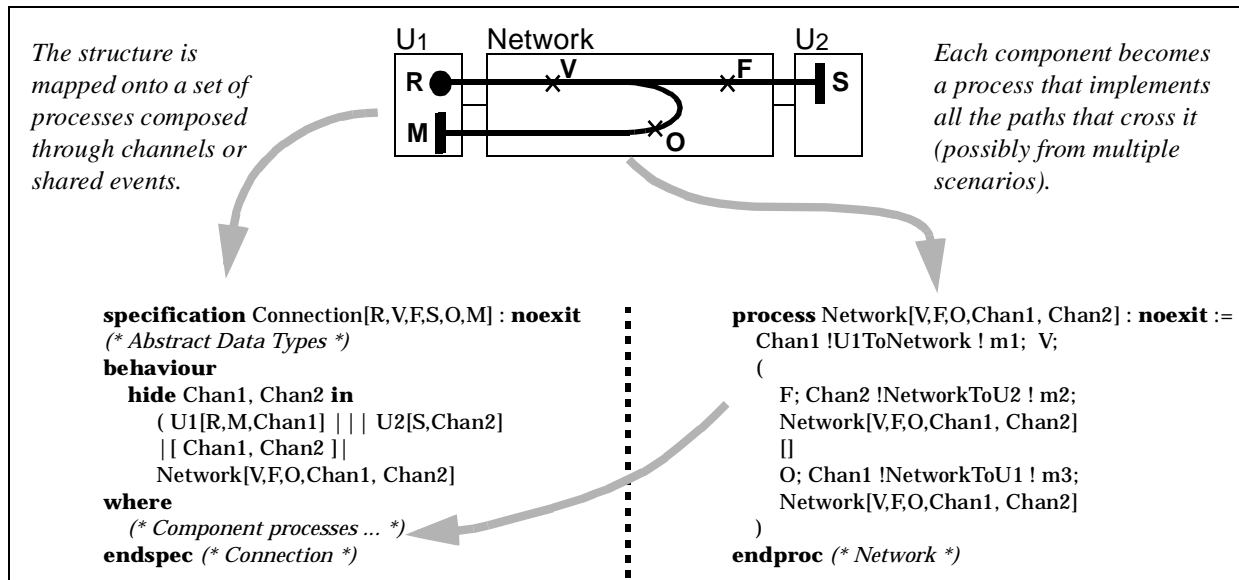 The structure is
mapped onto a set of
processes composed
through channels or
shared events.
U1 Network U2
R V F S
M O
Each component becomes
a process that implements
all the paths that cross it
(possibly from multiple
scenarios).
specification Connection[R,V,F,S,O,M] : noexit
(* Abstract Data Types *)
behaviour
hide Chan1, Chan2 in
( U1[R,M,Chan1] ||| U2[S,Chan2]
|[ Chan1, Chan2 ]|
Network[V,F,O,Chan1, Chan2]
where
(* Component processes ... *)
endspec (* Connection *)
process Network[V,F,O,Chan1, Chan2] : noexit :=
Chan1 !U1ToNetwork ! m1; V;
(
F; Chan2 !NetworkToU2 ! m2;
Network[V,F,O,Chan1, Chan2]
[]
O; Chan1 !NetworkToU1 ! m3;
Network[V,F,O,Chan1, Chan2]
)
endproc (* Network *)